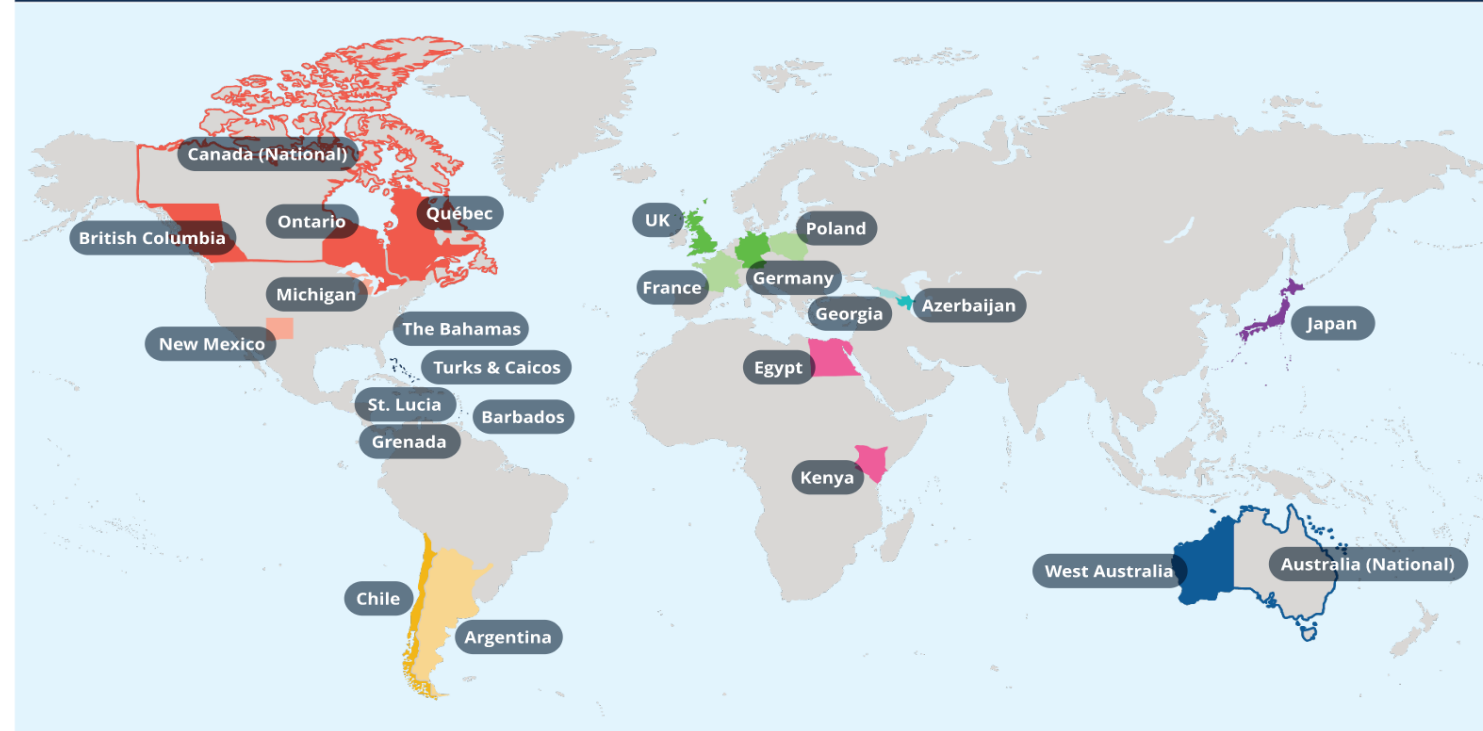 Canada (National)
British Columbia
Ontario
Québec
Michigan
New Mexico
The Bahamas
Turks & Caicos
St. Lucia
Barbados
Grenada
Chile
Argentina
UK
Poland
France
Germany
Georgia
Azerbaijan
Egypt
Kenya
Japan
West Australia
Australia (National)